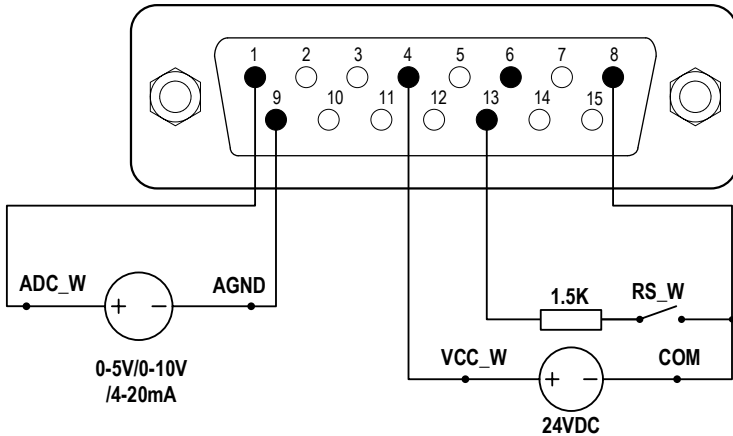 1 2 3 4 5 6 7 8
9 10 11 12 13 14 15
ADC_W
AGND
0-5V/0-10V
/4-20mA
1.5K
RS_W
VCC_W
COM
24VDC